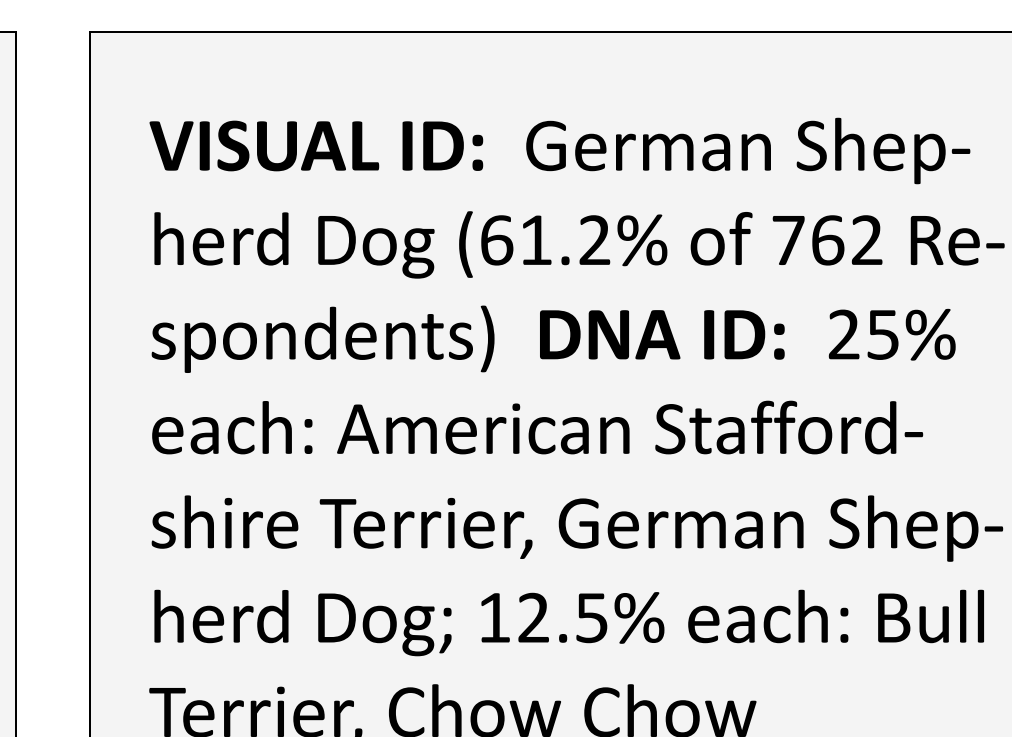 VISUAL ID:  German Shep-
herd Dog (61.2% of 762 Re-
spondents)  DNA ID:  25%
each: American Stafford-
shire Terrier, German Shep-
herd Dog; 12.5% each: Bull
Terrier, Chow Chow